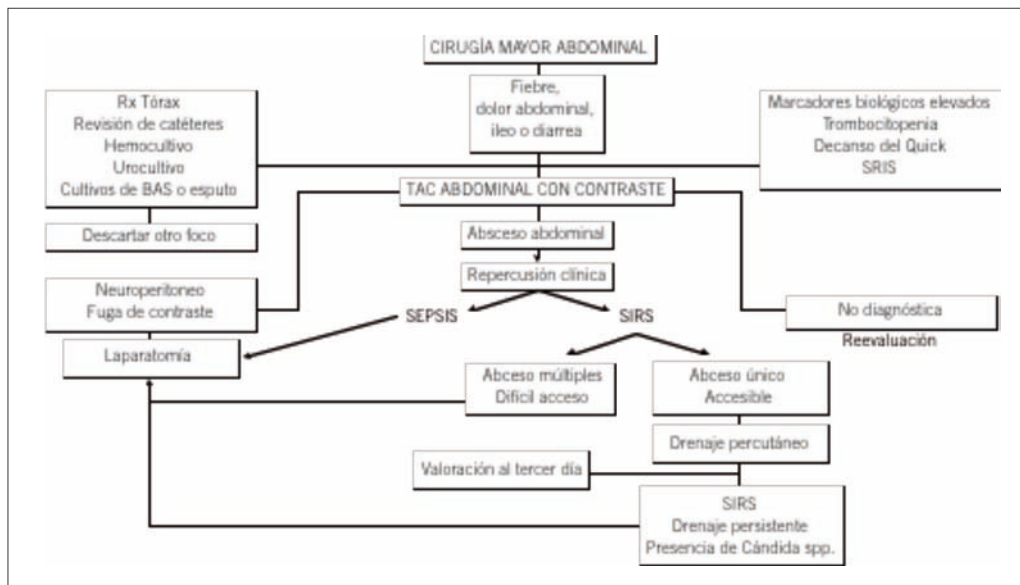 CIRUGÍA MAYOR ABDOMINAL
Fiebre,
dolor abdominal,
ileo o diarrea
Rx Tórax
Revisión de catéteres
Hemocultivo
Urocultivo
Cultivos de BAS o esputo
Marcadores biológicos elevados
Trombocitopenia
Decanso del Quick
SRIS
TAC ABDOMINAL CON CONTRASTE
Descartar otro foco
Absceso abdominal
Repercusión clínica
Neuroperitoneo
Fuga de contraste
SEPSIS
SIRS
No diagnóstica
Reevaluación
Laparatomía
Abceso múltiples
Difícil acceso
Abceso único
Accesible
Drenaje percutáneo
Valoración al tercer día
SIRS
Drenaje persistente
Presencia de Cándida spp.